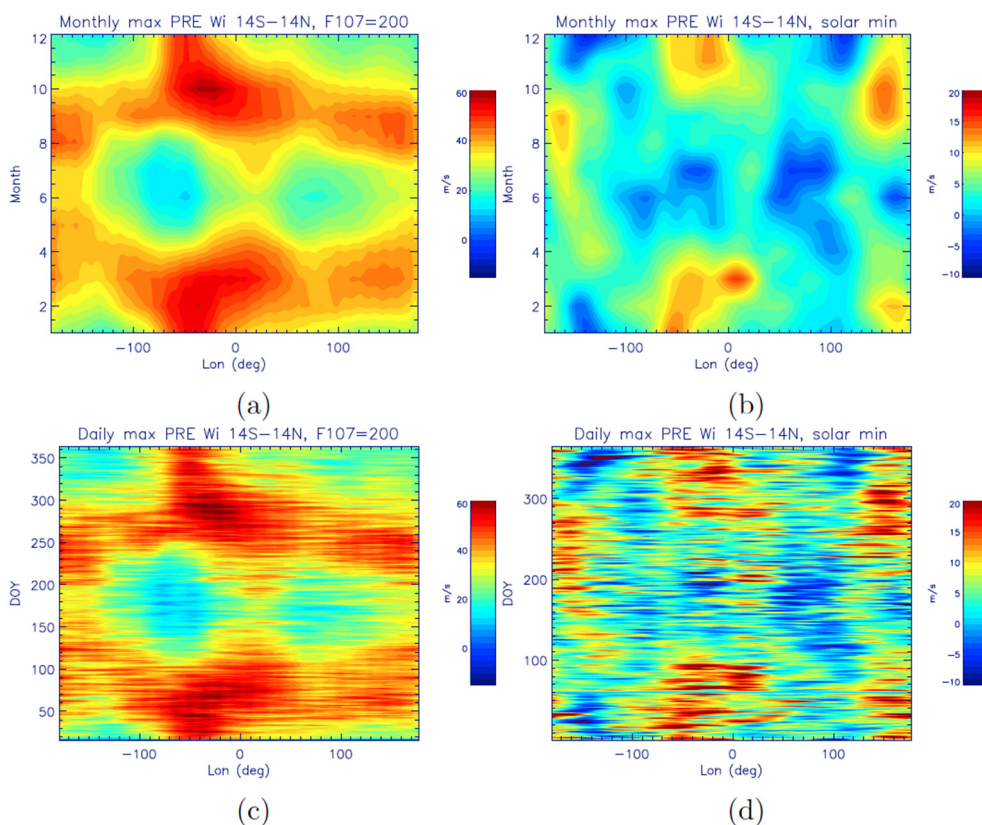 Monthly max PRE Wi 14S−14N, F107=200
12
10
8
6
4
2
Month
−100 0 100
Lon (deg)
60
40
20
0
m/s
(a)
Monthly max PRE Wi 14S−14N, solar min
12
10
8
6
4
2
Month
−100 0 100
Lon (deg)
20
15
10
5
0
−5
−10
m/s
(b)
Daily max PRE Wi 14S−14N, F107=200
350
300
250
200
150
100
50
DOY
−100 0 100
Lon (deg)
60
40
20
0
m/s
(c)
Daily max PRE Wi 14S−14N, solar min
300
200
100
DOY
−100 0 100
Lon (deg)
20
15
10
5
0
−5
−10
m/s
(d)